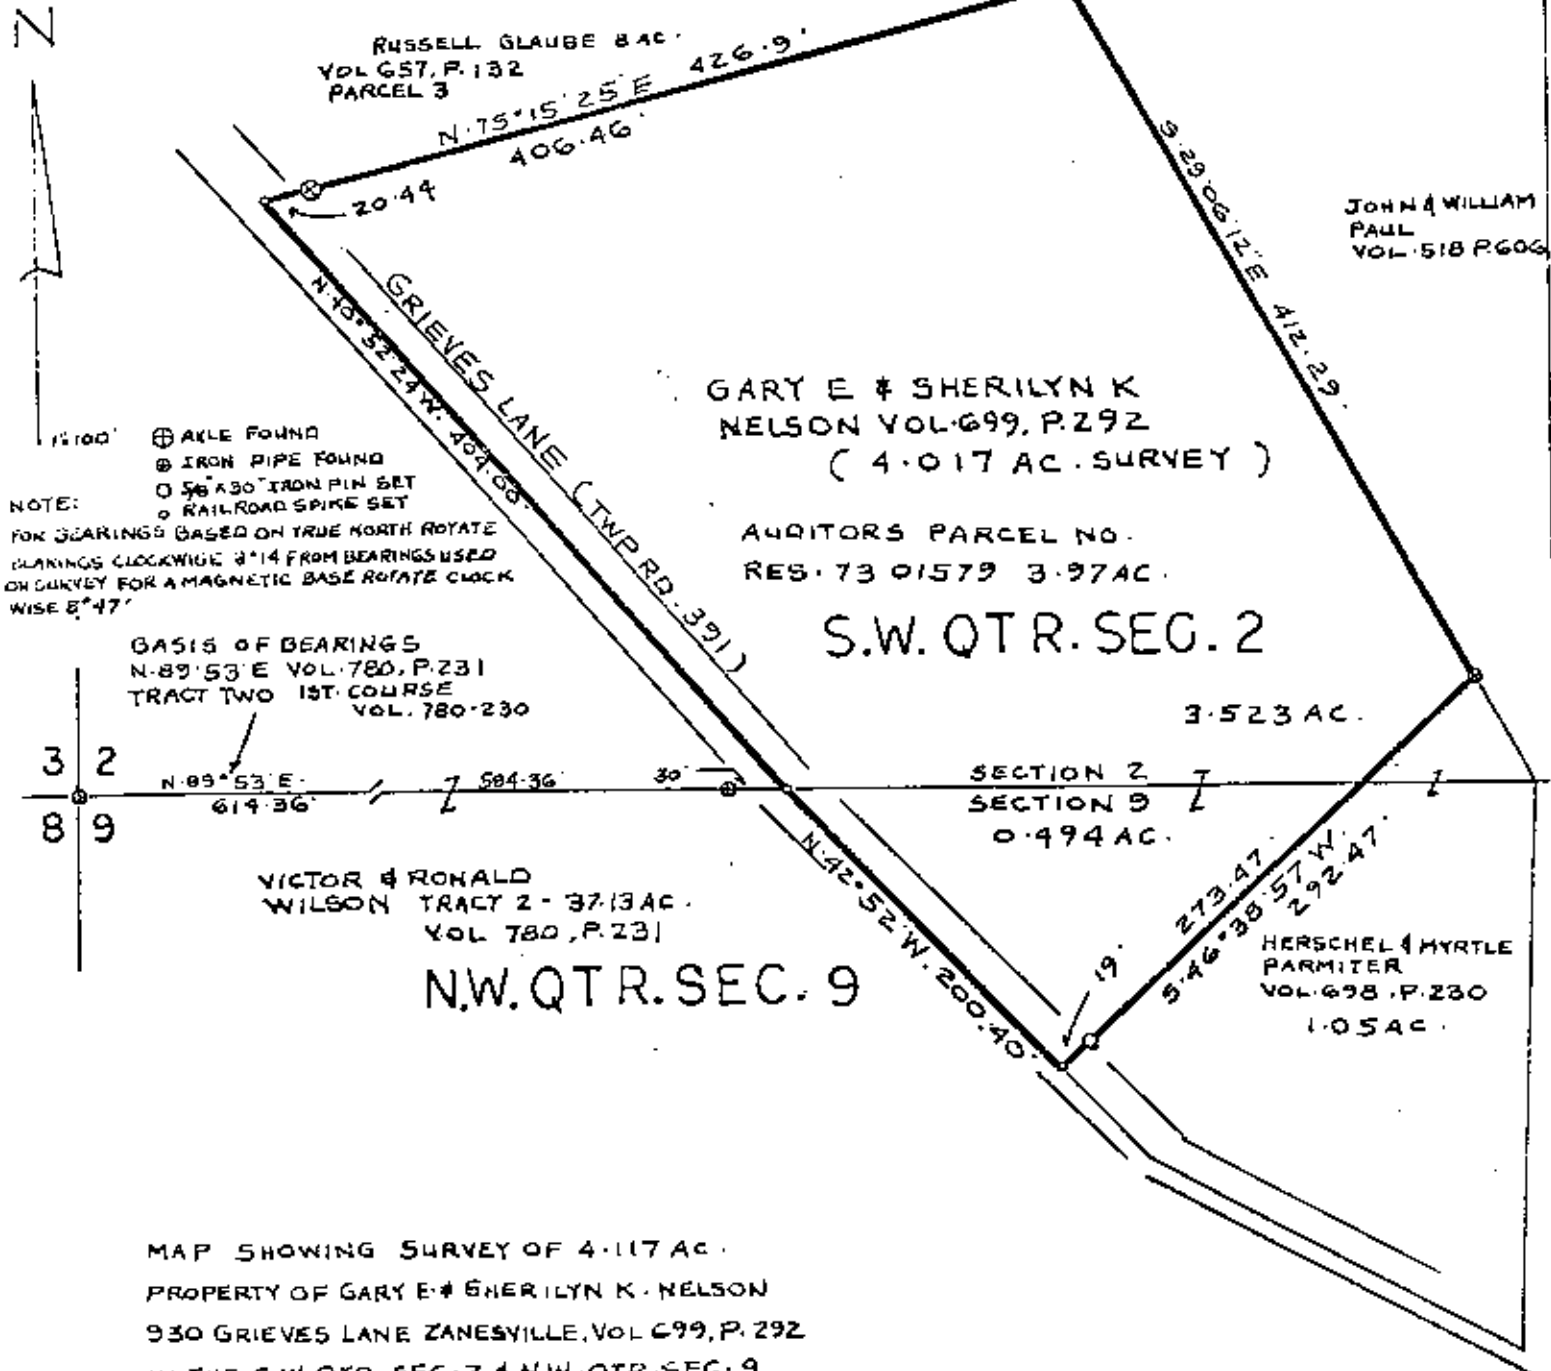 N
RUSSELL GLAUBE 8 AC.
VOL 657, P. 132
PARCEL 3
N. 75° 15' 25" E 426.9'
406.46'
20.44
S. 29° 06' 12" E 412.29'
JOHN & WILLIAM
PAUL
VOL. 518 P. 606
GRIEVES LANE (TWP. RD. 391)
N. 40° 52' 24" W. 404.00'
GARY E & SHERILYN K
NELSON VOL. 699, P. 292
( 4.017 AC. SURVEY )
AUDITORS PARCEL NO.
RES. 73 01579 3.97 AC.
S.W. QTR. SEC. 2
1":100'
AXLE FOUND
IRON PIPE FOUND
5/8" X 30" IRON PIN SET
RAILROAD SPIKE SET
NOTE:
FOR BEARINGS BASED ON TRUE NORTH ROTATE
BEARINGS CLOCKWISE 3°14 FROM BEARINGS USED
ON SURVEY FOR A MAGNETIC BASE ROTATE CLOCK
WISE 8°47'
BASIS OF BEARINGS
N. 89° 53' E VOL. 780, P. 231
TRACT TWO 1ST. COURSE
VOL. 780-230
3.523 AC.
3 2
8 9
N. 89° 53' E.
614.36'
584.36'
30'
SECTION 2
SECTION 9
0.494 AC.
N. 42° 52' W. 200.40'
273.47'
S. 46° 38' 57" W.
292.47'
19'
VICTOR & RONALD
WILSON TRACT 2 - 37.13 AC.
VOL 780, P. 231
N.W. QTR. SEC. 9
HERSCHEL & MYRTLE
PARMITER
VOL. 698, P. 230
1.05 AC.
MAP SHOWING SURVEY OF 4.117 AC.
PROPERTY OF GARY E. & SHERILYN K. NELSON
930 GRIEVES LANE ZANESVILLE, VOL 699, P. 292
S.W. QTR. SEC. 2 & N.W. QTR. SEC. 9